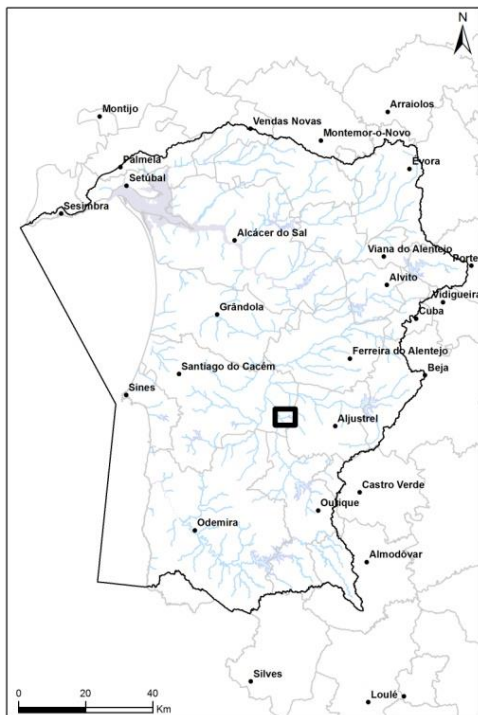 N
Arraiolos
Montijo
Vendas Novas
Montemor-o-Novo
Palmela
Évora
Setúbal
Sesimbra
Alcácer do Sal
Viana do Alentejo
Porte
Alvito
Vidigueira
Grândola
Cuba
Ferreira do Alentejo
Santiago do Cacém
Beja
Sines
Aljustrel
Castro Verde
Ourique
Odemira
Almodôvar
Silves
Loulé
0 20 40
Km